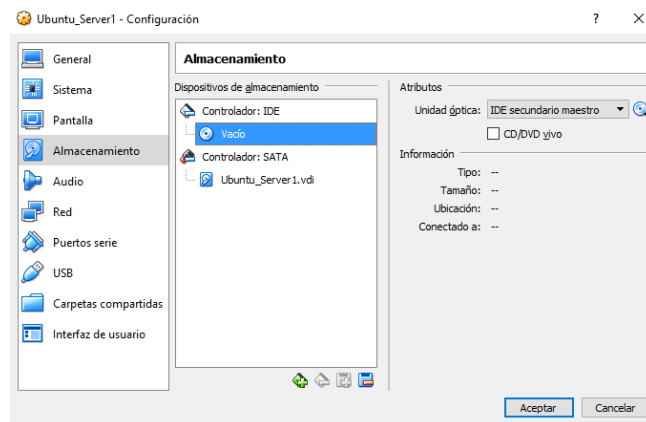 Ubuntu_Server1 - Configuración ? ×
General
Sistema
Pantalla
Almacenamiento
Audio
Red
Puertos serie
USB
Carpetas compartidas
Interfaz de usuario
Almacenamiento
Dispositivos de almacenamiento
Controlador: IDE
Vacío
Controlador: SATA
Ubuntu_Server1.vdi
Atributos
Unidad óptica: IDE secundario maestro
CD/DVD vivo
Información
Tipo: --
Tamaño: --
Ubicación: --
Conectado a: --
Aceptar Cancelar